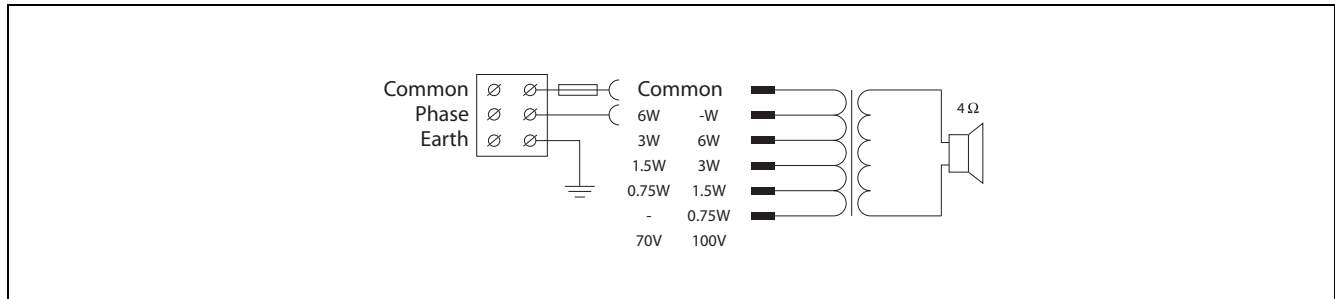 Common
Phase
Earth
Common
6W -W
3W 6W
1.5W 3W
0.75W 1.5W
- 0.75W
70V 100V
4 Ω